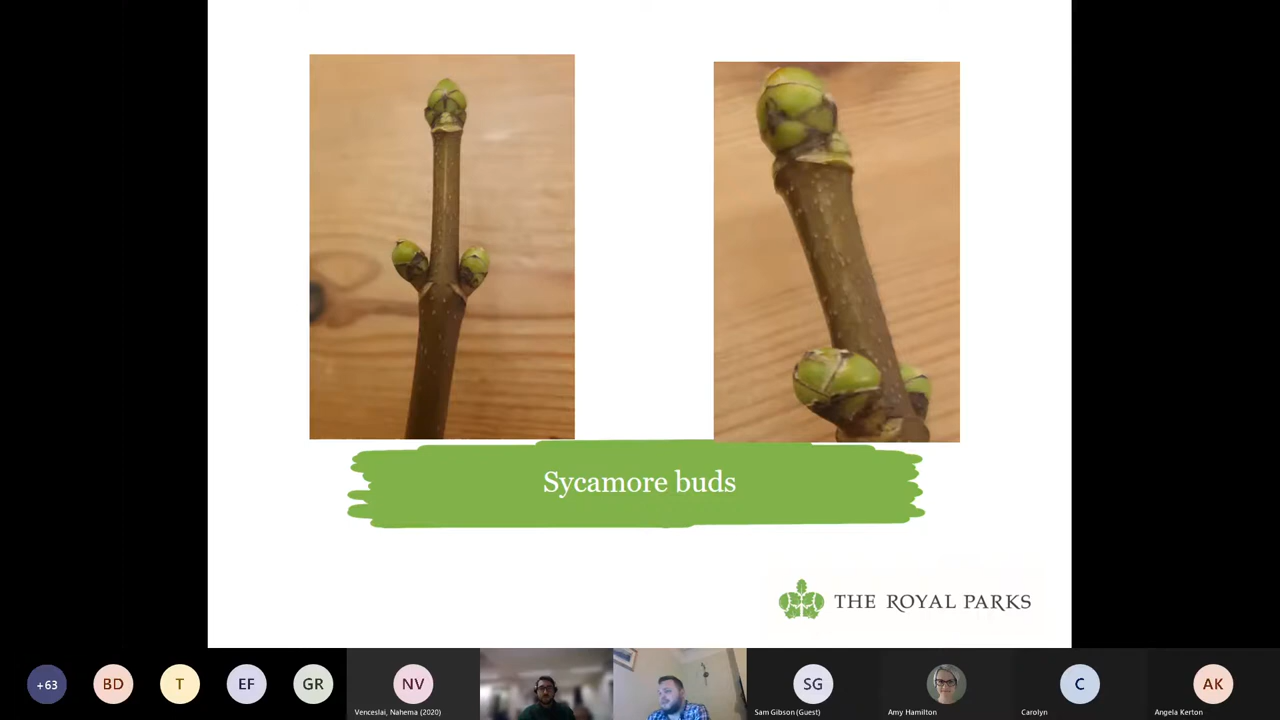 Sycamore buds
THE ROYAL PARKS
+63
BD
T
EF
GR
NV
SG
C
AK
Venceslai, Nahema (2020)
Sam Gibson (Guest)
Amy Hamilton
Carolyn
Angela Kerton